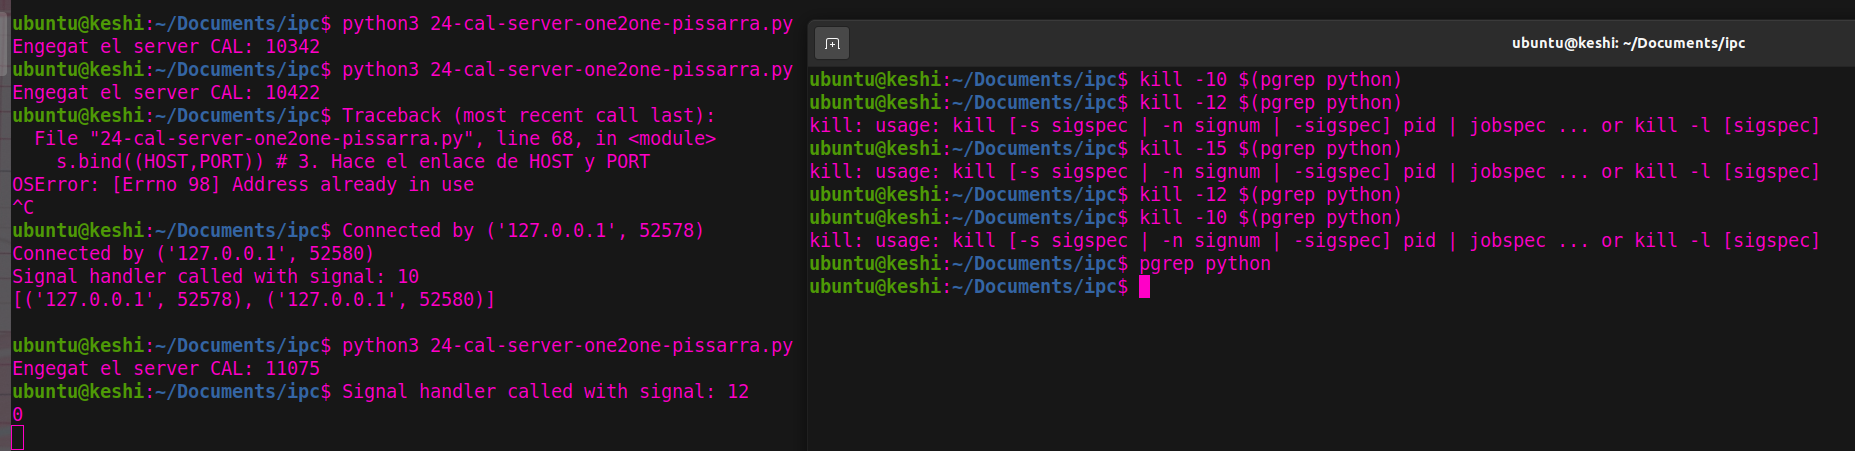 ubuntu@keshi:~/Documents/ipc$ python3 24-cal-server-one2one-pissarra.py
Engegat el server CAL: 10342
ubuntu@keshi:~/Documents/ipc$ python3 24-cal-server-one2one-pissarra.py
Engegat el server CAL: 10422
ubuntu@keshi:~/Documents/ipc$ Traceback (most recent call last):
  File "24-cal-server-one2one-pissarra.py", line 68, in <module>
    s.bind((HOST,PORT)) # 3. Hace el enlace de HOST y PORT
OSError: [Errno 98] Address already in use
^C
ubuntu@keshi:~/Documents/ipc$ Connected by ('127.0.0.1', 52578)
Connected by ('127.0.0.1', 52580)
Signal handler called with signal: 10
[('127.0.0.1', 52578), ('127.0.0.1', 52580)]
ubuntu@keshi:~/Documents/ipc$ python3 24-cal-server-one2one-pissarra.py
Engegat el server CAL: 11075
ubuntu@keshi:~/Documents/ipc$ Signal handler called with signal: 12
0
ubuntu@keshi: ~/Documents/ipc
ubuntu@keshi:~/Documents/ipc$ kill -10 $(pgrep python)
ubuntu@keshi:~/Documents/ipc$ kill -12 $(pgrep python)
kill: usage: kill [-s sigspec | -n signum | -sigspec] pid | jobspec ... or kill -l [sigspec]
ubuntu@keshi:~/Documents/ipc$ kill -15 $(pgrep python)
kill: usage: kill [-s sigspec | -n signum | -sigspec] pid | jobspec ... or kill -l [sigspec]
ubuntu@keshi:~/Documents/ipc$ kill -12 $(pgrep python)
ubuntu@keshi:~/Documents/ipc$ kill -10 $(pgrep python)
kill: usage: kill [-s sigspec | -n signum | -sigspec] pid | jobspec ... or kill -l [sigspec]
ubuntu@keshi:~/Documents/ipc$ pgrep python
ubuntu@keshi:~/Documents/ipc$